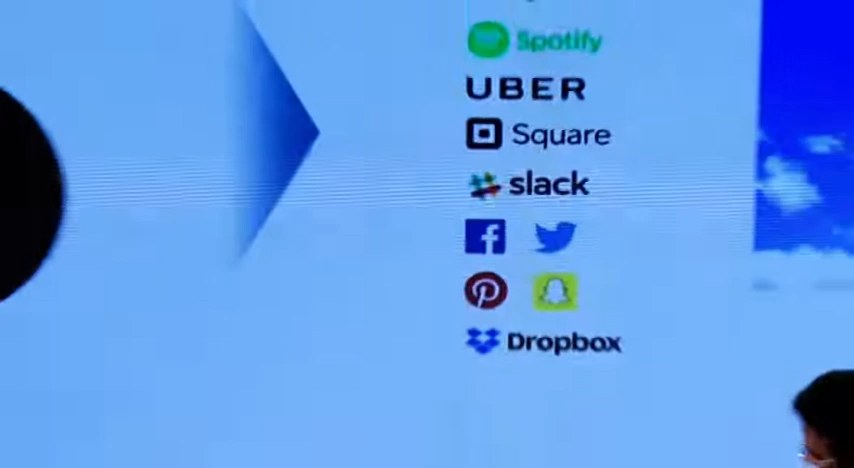 Spotify
UBER
Square
slack
Dropbox